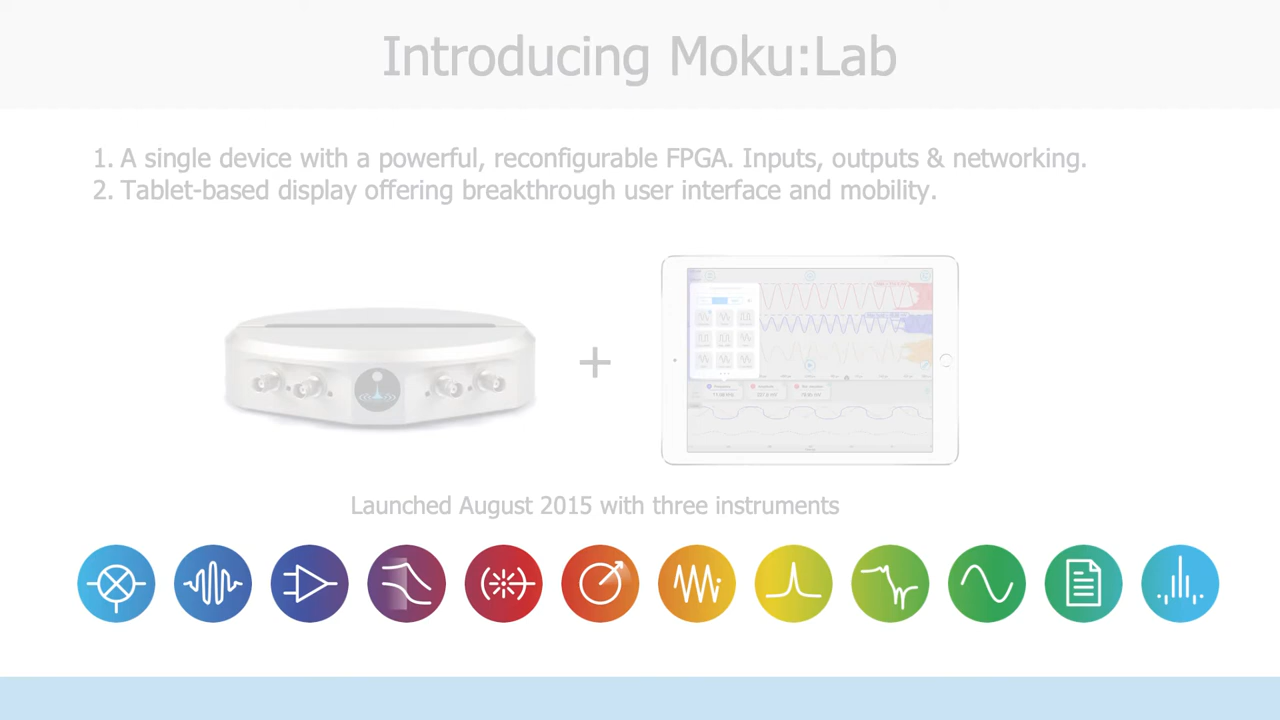 Introducing Moku:Lab
1. A single device with a powerful, reconfigurable FPGA. Inputs, outputs & networking.
2. Tablet-based display offering breakthrough user interface and mobility.
+
Launched August 2015 with three instruments